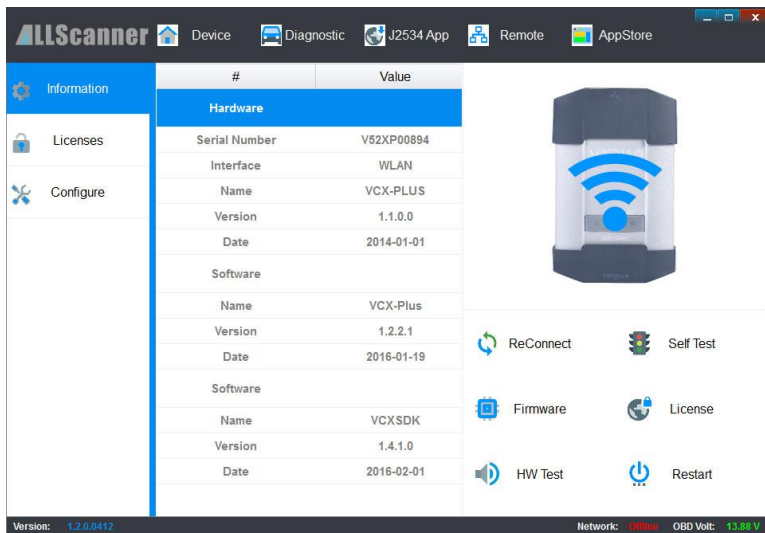 ALLScanner Device Diagnostic J2534 App Remote AppStore
Information
Licenses
Configure
# Value
Hardware
Serial Number V52XP00894
Interface WLAN
Name VCX-PLUS
Version 1.1.0.0
Date 2014-01-01
Software
Name VCX-Plus
Version 1.2.2.1
Date 2016-01-19
Software
Name VCXSDK
Version 1.4.1.0
Date 2016-02-01
ReConnect Self Test
Firmware License
HW Test Restart
Version: 1.2.0.0412 Network: Offline OBD Volt: 13.88 V